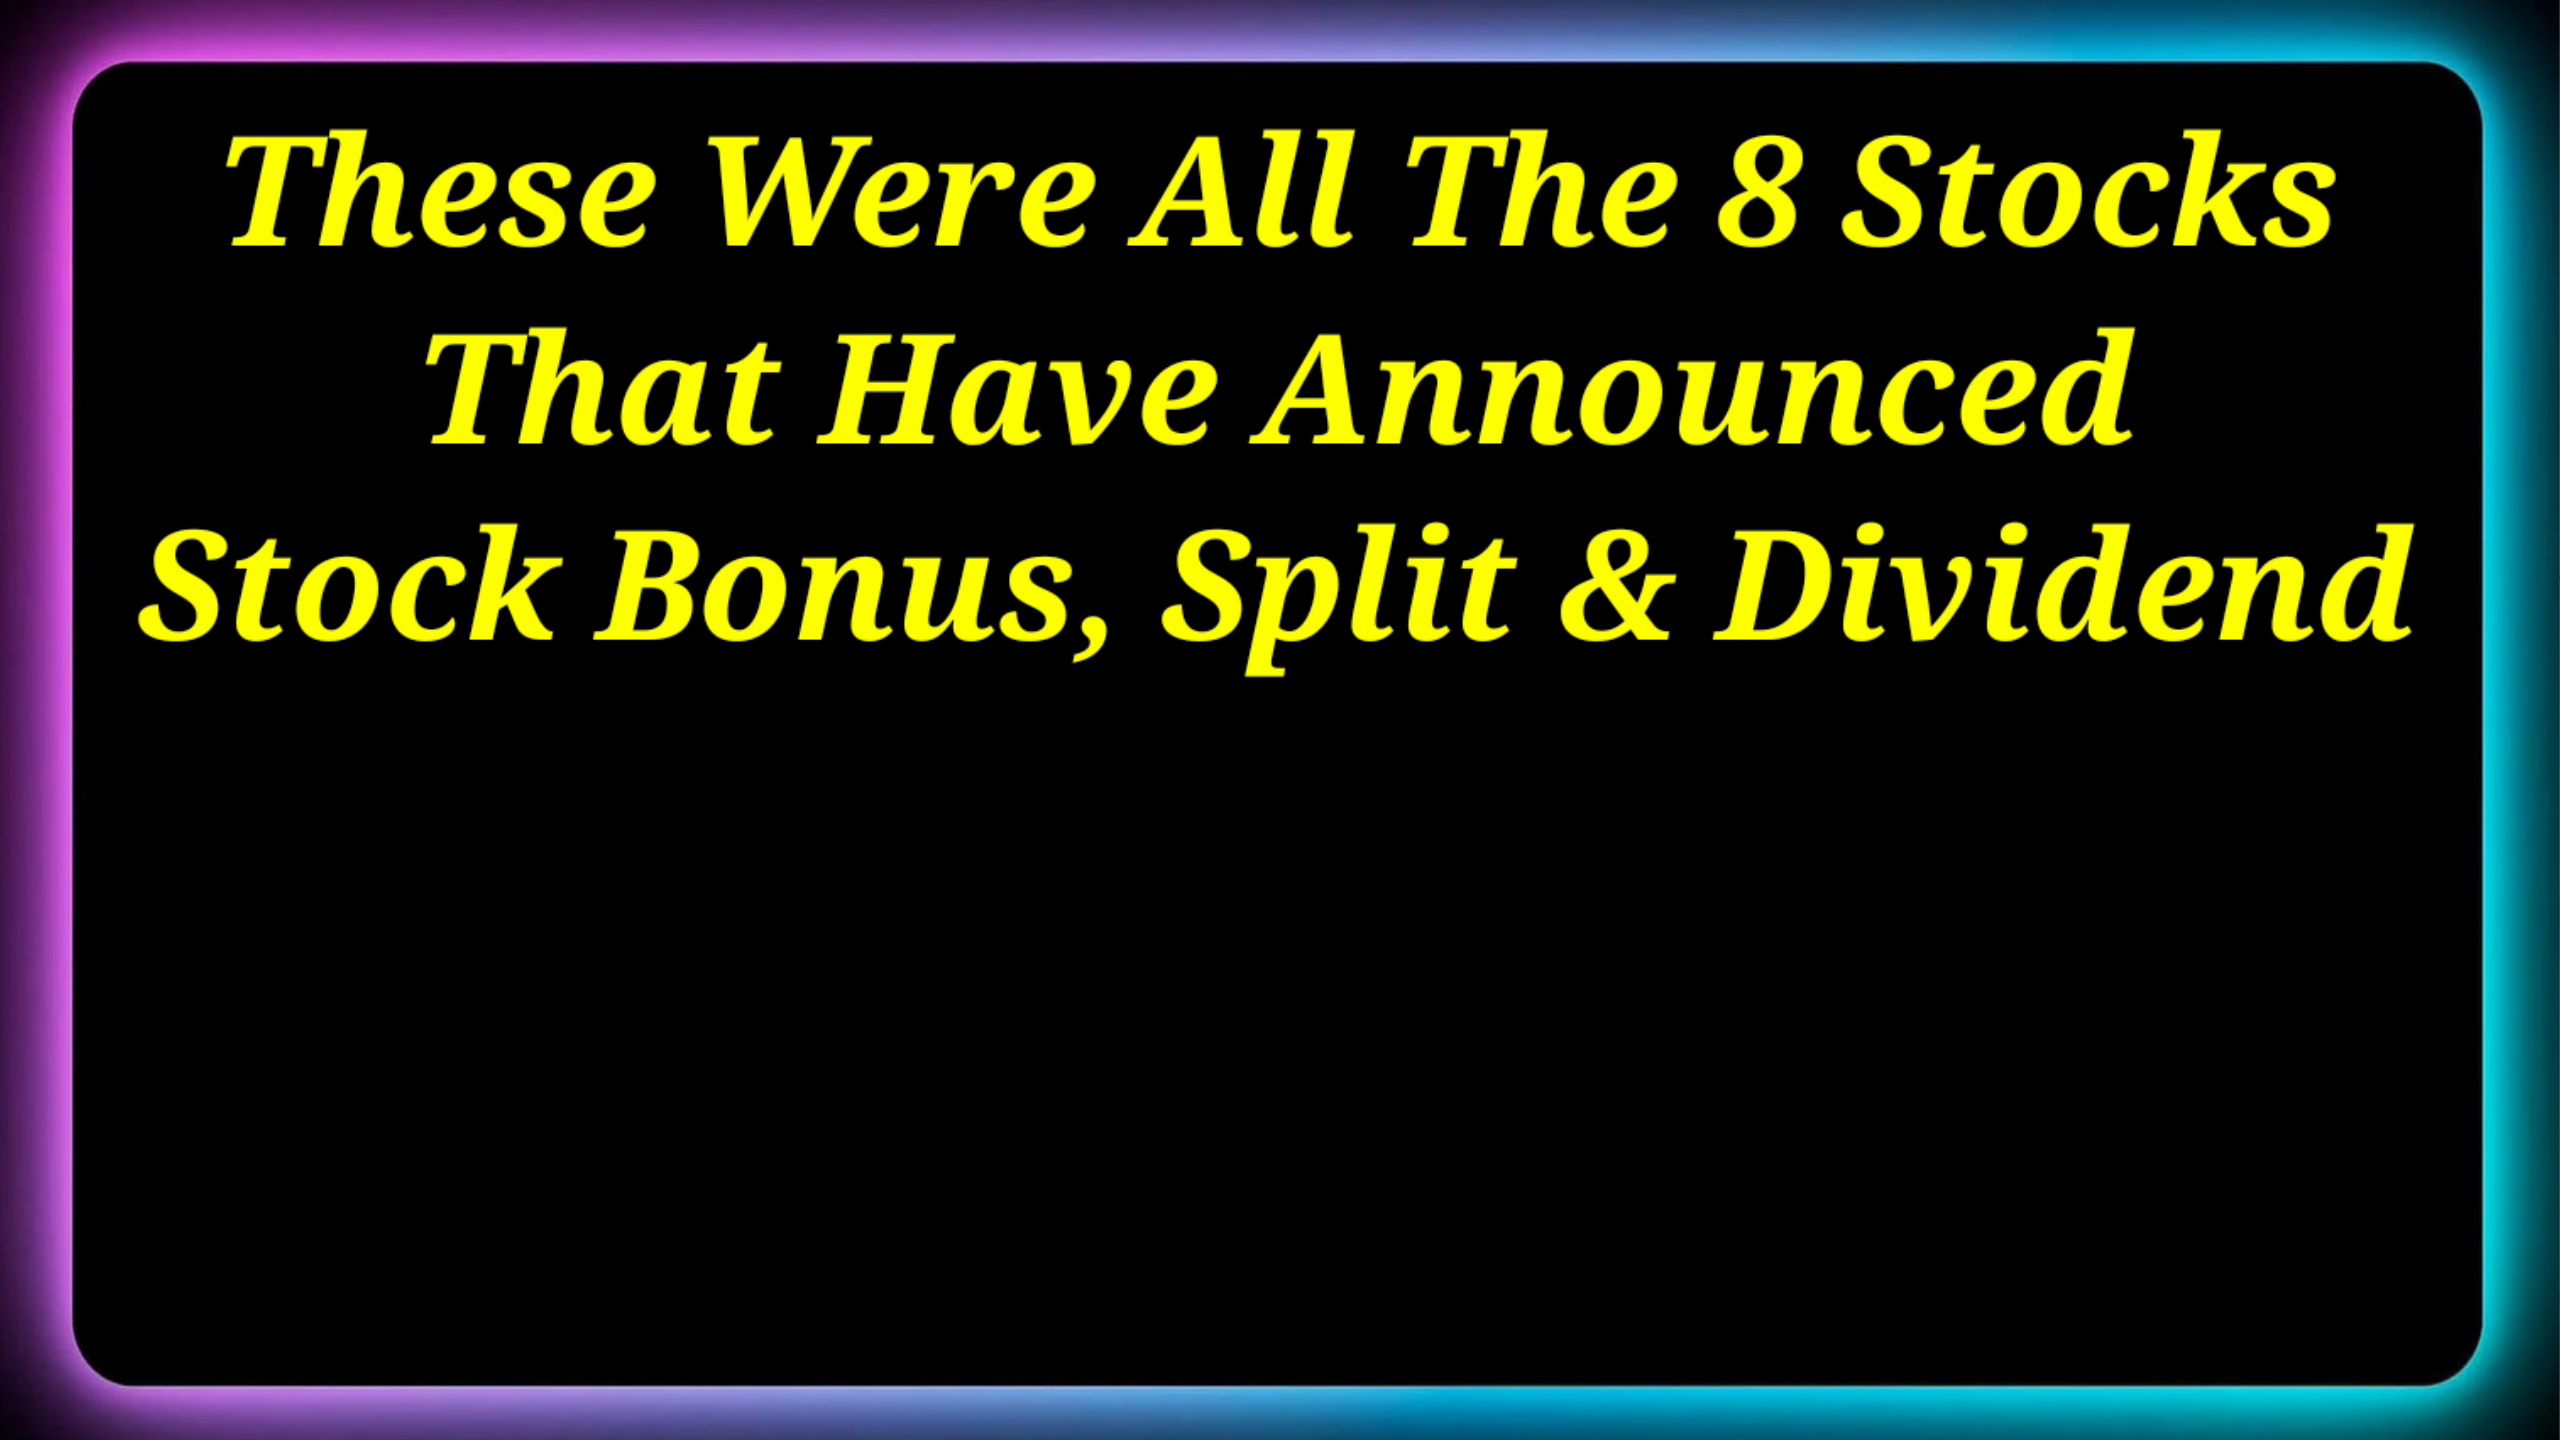 These Were All The 8 Stocks
That Have Announced
Stock Bonus, Split & Dividend